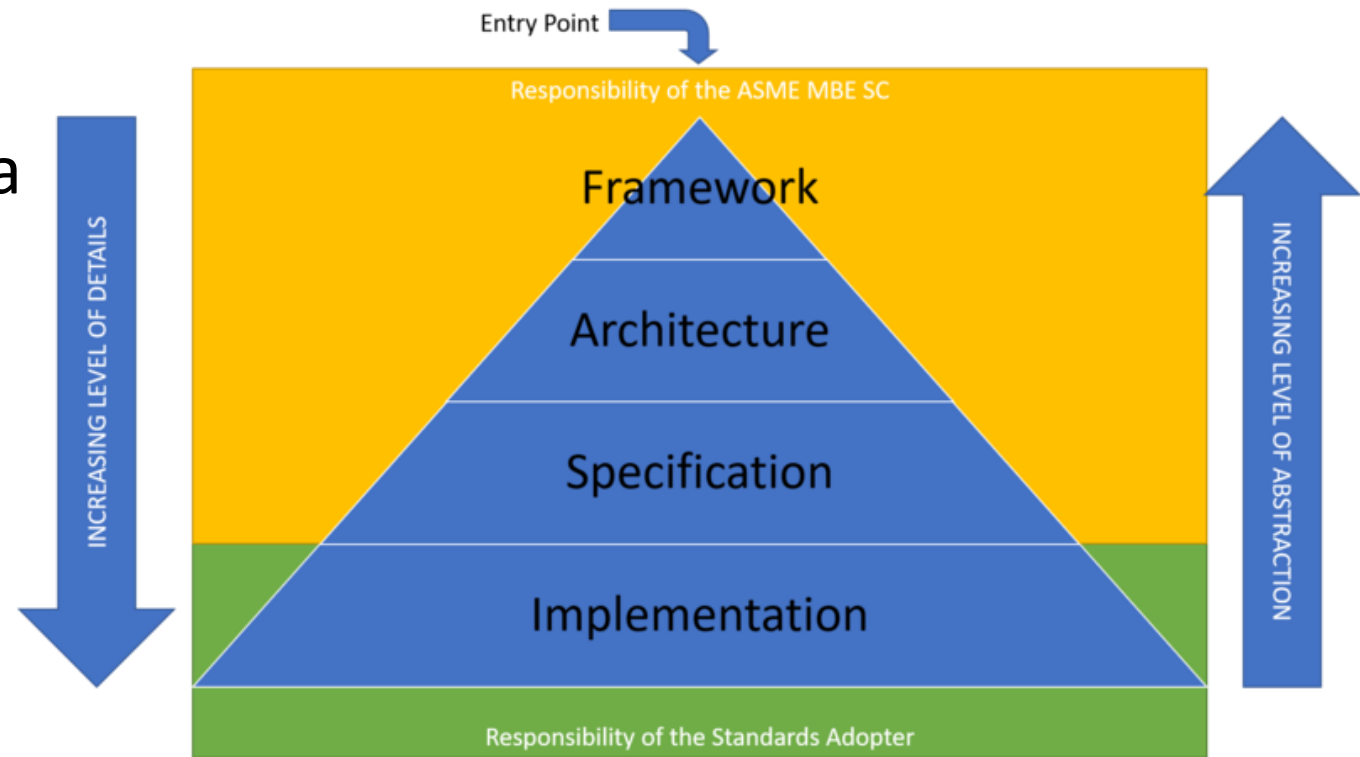 Entry Point
Responsibility of the ASME MBE SC
a
INCREASING LEVEL OF DETAILS
Framework
Architecture
Specification
Implementation
INCREASING LEVEL OF ABSTRACTION
Responsibility of the Standards Adopter